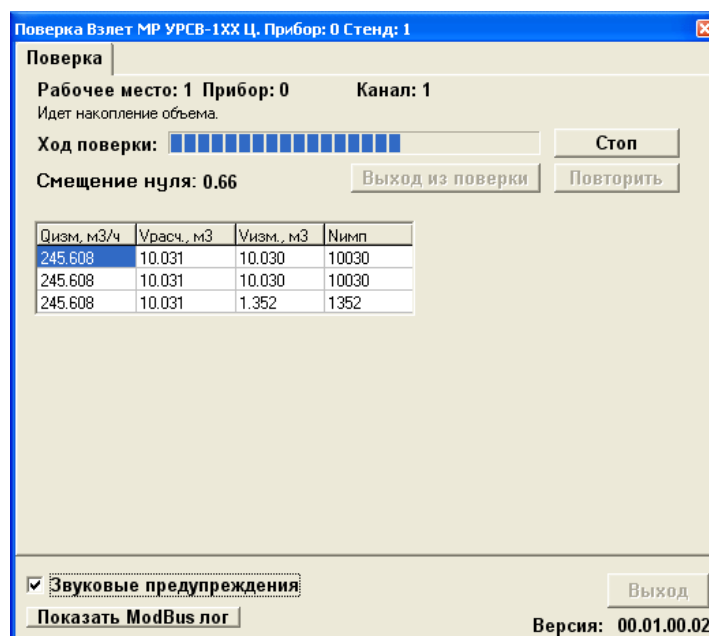 Поверка Взлет МР УРСВ-1ХХ Ц. Прибор: 0 Стенд: 1
Поверка
Рабочее место: 1 Прибор: 0 Канал: 1
Идет накопление объема.
Ход поверки: Стоп
Смещение нуля: 0.66 Выход из поверки Повторить
Qизм, м3/ч Vрасч., м3 Vизм., м3 Nимп
245.608 10.031 10.030 10030
245.608 10.031 10.030 10030
245.608 10.031 1.352 1352
Звуковые предупреждения
Выход
Показать ModBus лог
Версия: 00.01.00.02